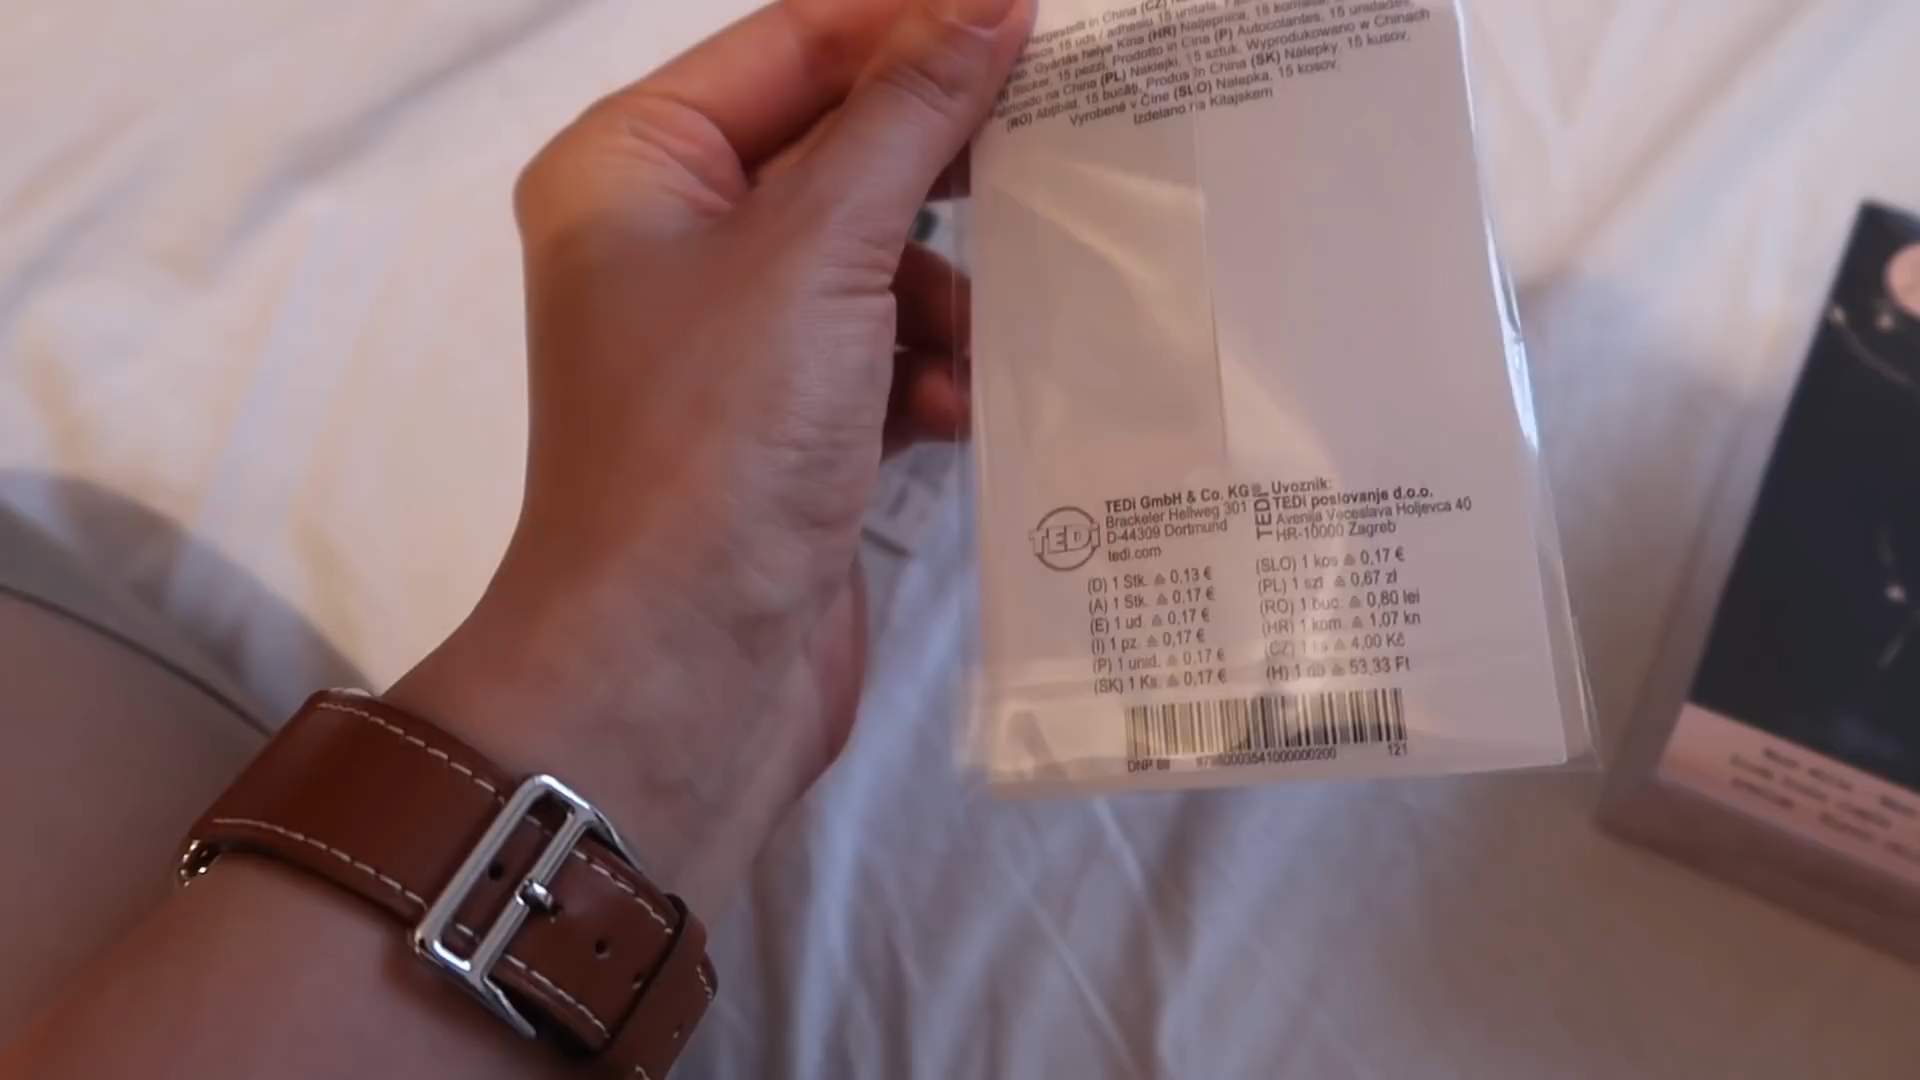 Hergestellt in China (CZ)
15 uds / adhesiu 15 unitats,
Gyártás helye Kína (HR) Naljepnica, 15 komada,
Sticker, 15 pezzi, Prodotto in Cina (P) Autocolantes, 15 unidades,
Fabricado na China (PL) Naklejki, 15 sztuk, Wyprodukowano w Chinach
(RO) Abțibild, 15 bucăți, Produs în China (SK) Nálepky, 15 kusov,
Vyrobené v Číne (SLO) Nalepka, 15 kosov,
Izdelano na Kitajskem
TEDi
TEDi GmbH & Co. KG
Brackeler Hellweg 301
D-44309 Dortmund
tedi.com
TEDI
Uvoznik:
TEDi poslovanje d.o.o.
Avenija Veceslava Holjevca 40
HR-10000 Zagreb
(D) 1 Stk. ≙ 0,13 €
(A) 1 Stk. ≙ 0,17 €
(E) 1 ud. ≙ 0,17 €
(I) 1 pz. ≙ 0,17 €
(P) 1 unid. ≙ 0,17 €
(SK) 1 Ks. ≙ 0,17 €
(SLO) 1 kos ≙ 0,17 €
(PL) 1 szt. ≙ 0,67 zł
(RO) 1 buc. ≙ 0,80 lei
(HR) 1 kom. ≙ 1,07 kn
(CZ) 1 ks ≙ 4,00 Kč
(H) 1 db ≙ 53,33 Ft
DNP
121